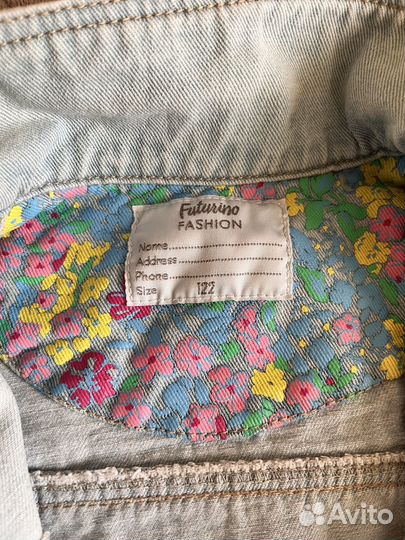 Futurino
FASHION
Name
Address
Phone
Size 122
Avito